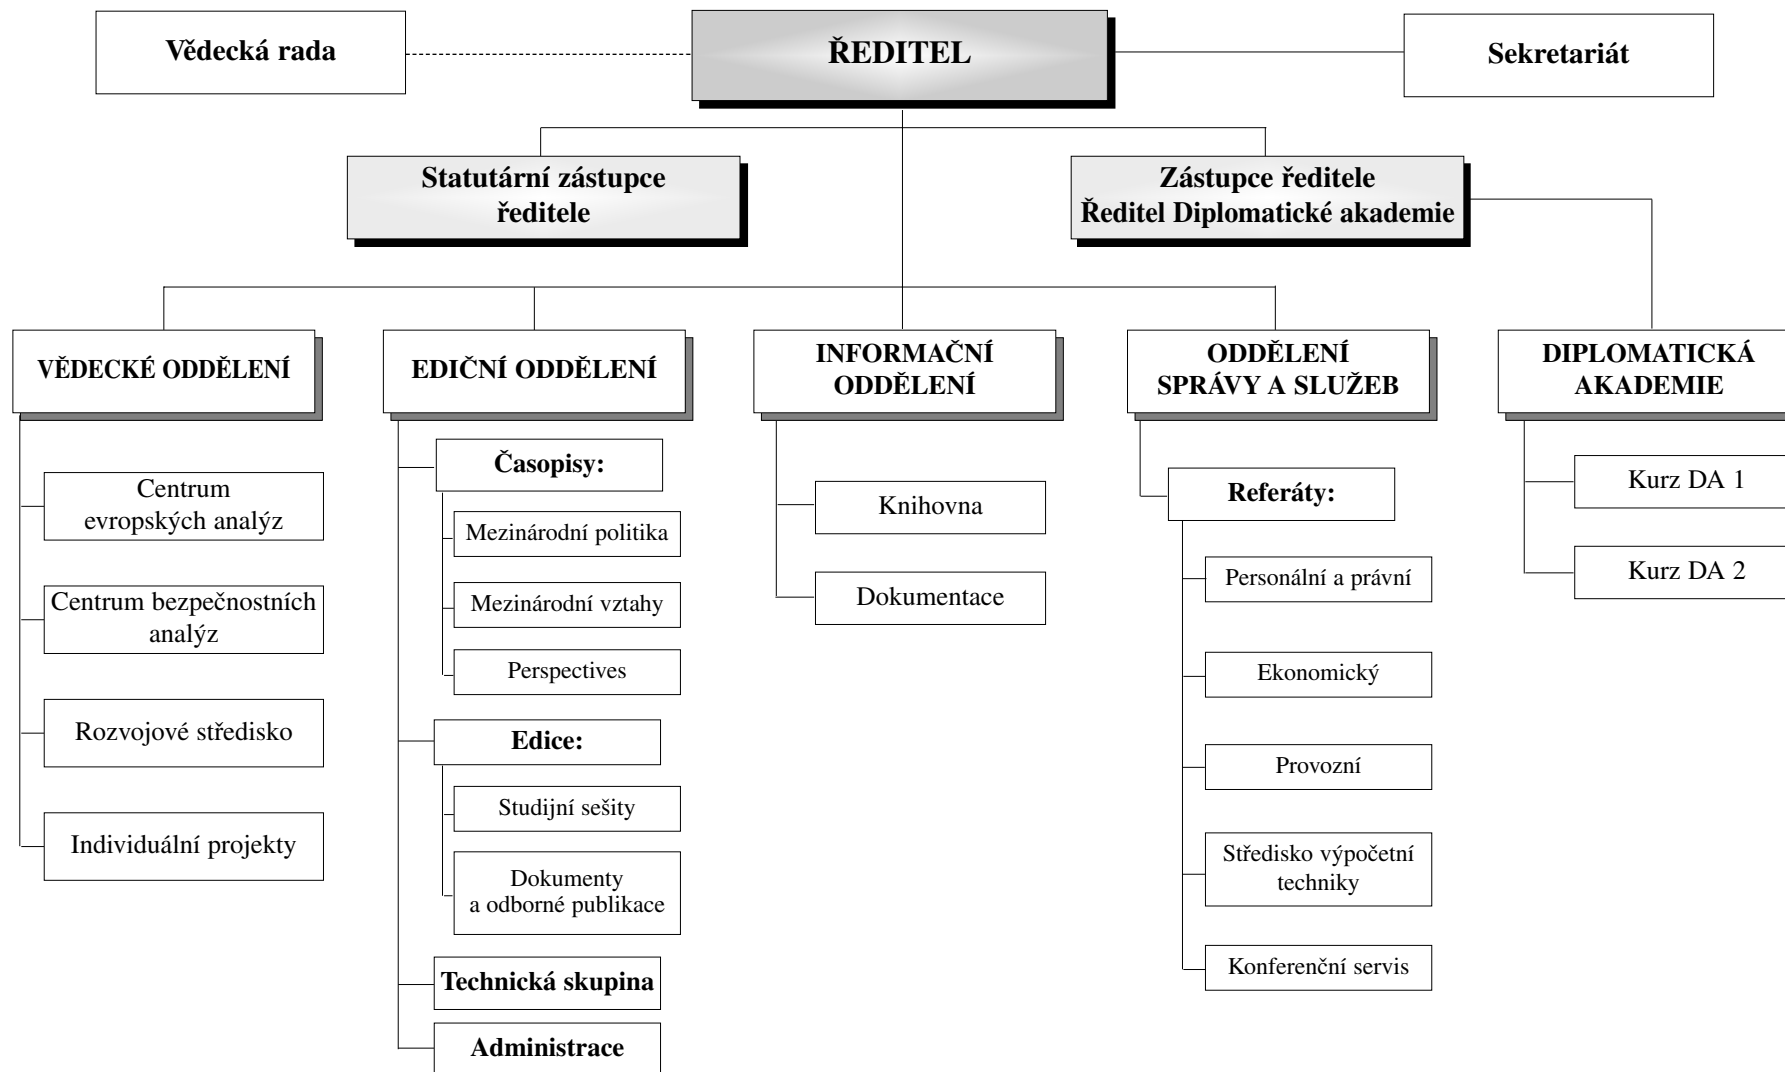 Vědecká rada
ŘEDITEL
Sekretariát
Statutární zástupce
ředitele
Zástupce ředitele
Ředitel Diplomatické akademie
VĚDECKÉ ODDĚLENÍ
Centrum
evropských analýz
Centrum bezpečnostních
analýz
Rozvojové středisko
Individuální projekty
EDIČNÍ ODDĚLENÍ
Časopisy:
Mezinárodní politika
Mezinárodní vztahy
Perspectives
Edice:
Studijní sešity
Dokumenty
a odborné publikace
Technická skupina
Administrace
INFORMAČNÍ
ODDĚLENÍ
Knihovna
Dokumentace
ODDĚLENÍ
SPRÁVY A SLUŽEB
Referáty:
Personální a právní
Ekonomický
Provozní
Středisko výpočetní
techniky
Konferenční servis
DIPLOMATICKÁ
AKADEMIE
Kurz DA 1
Kurz DA 2